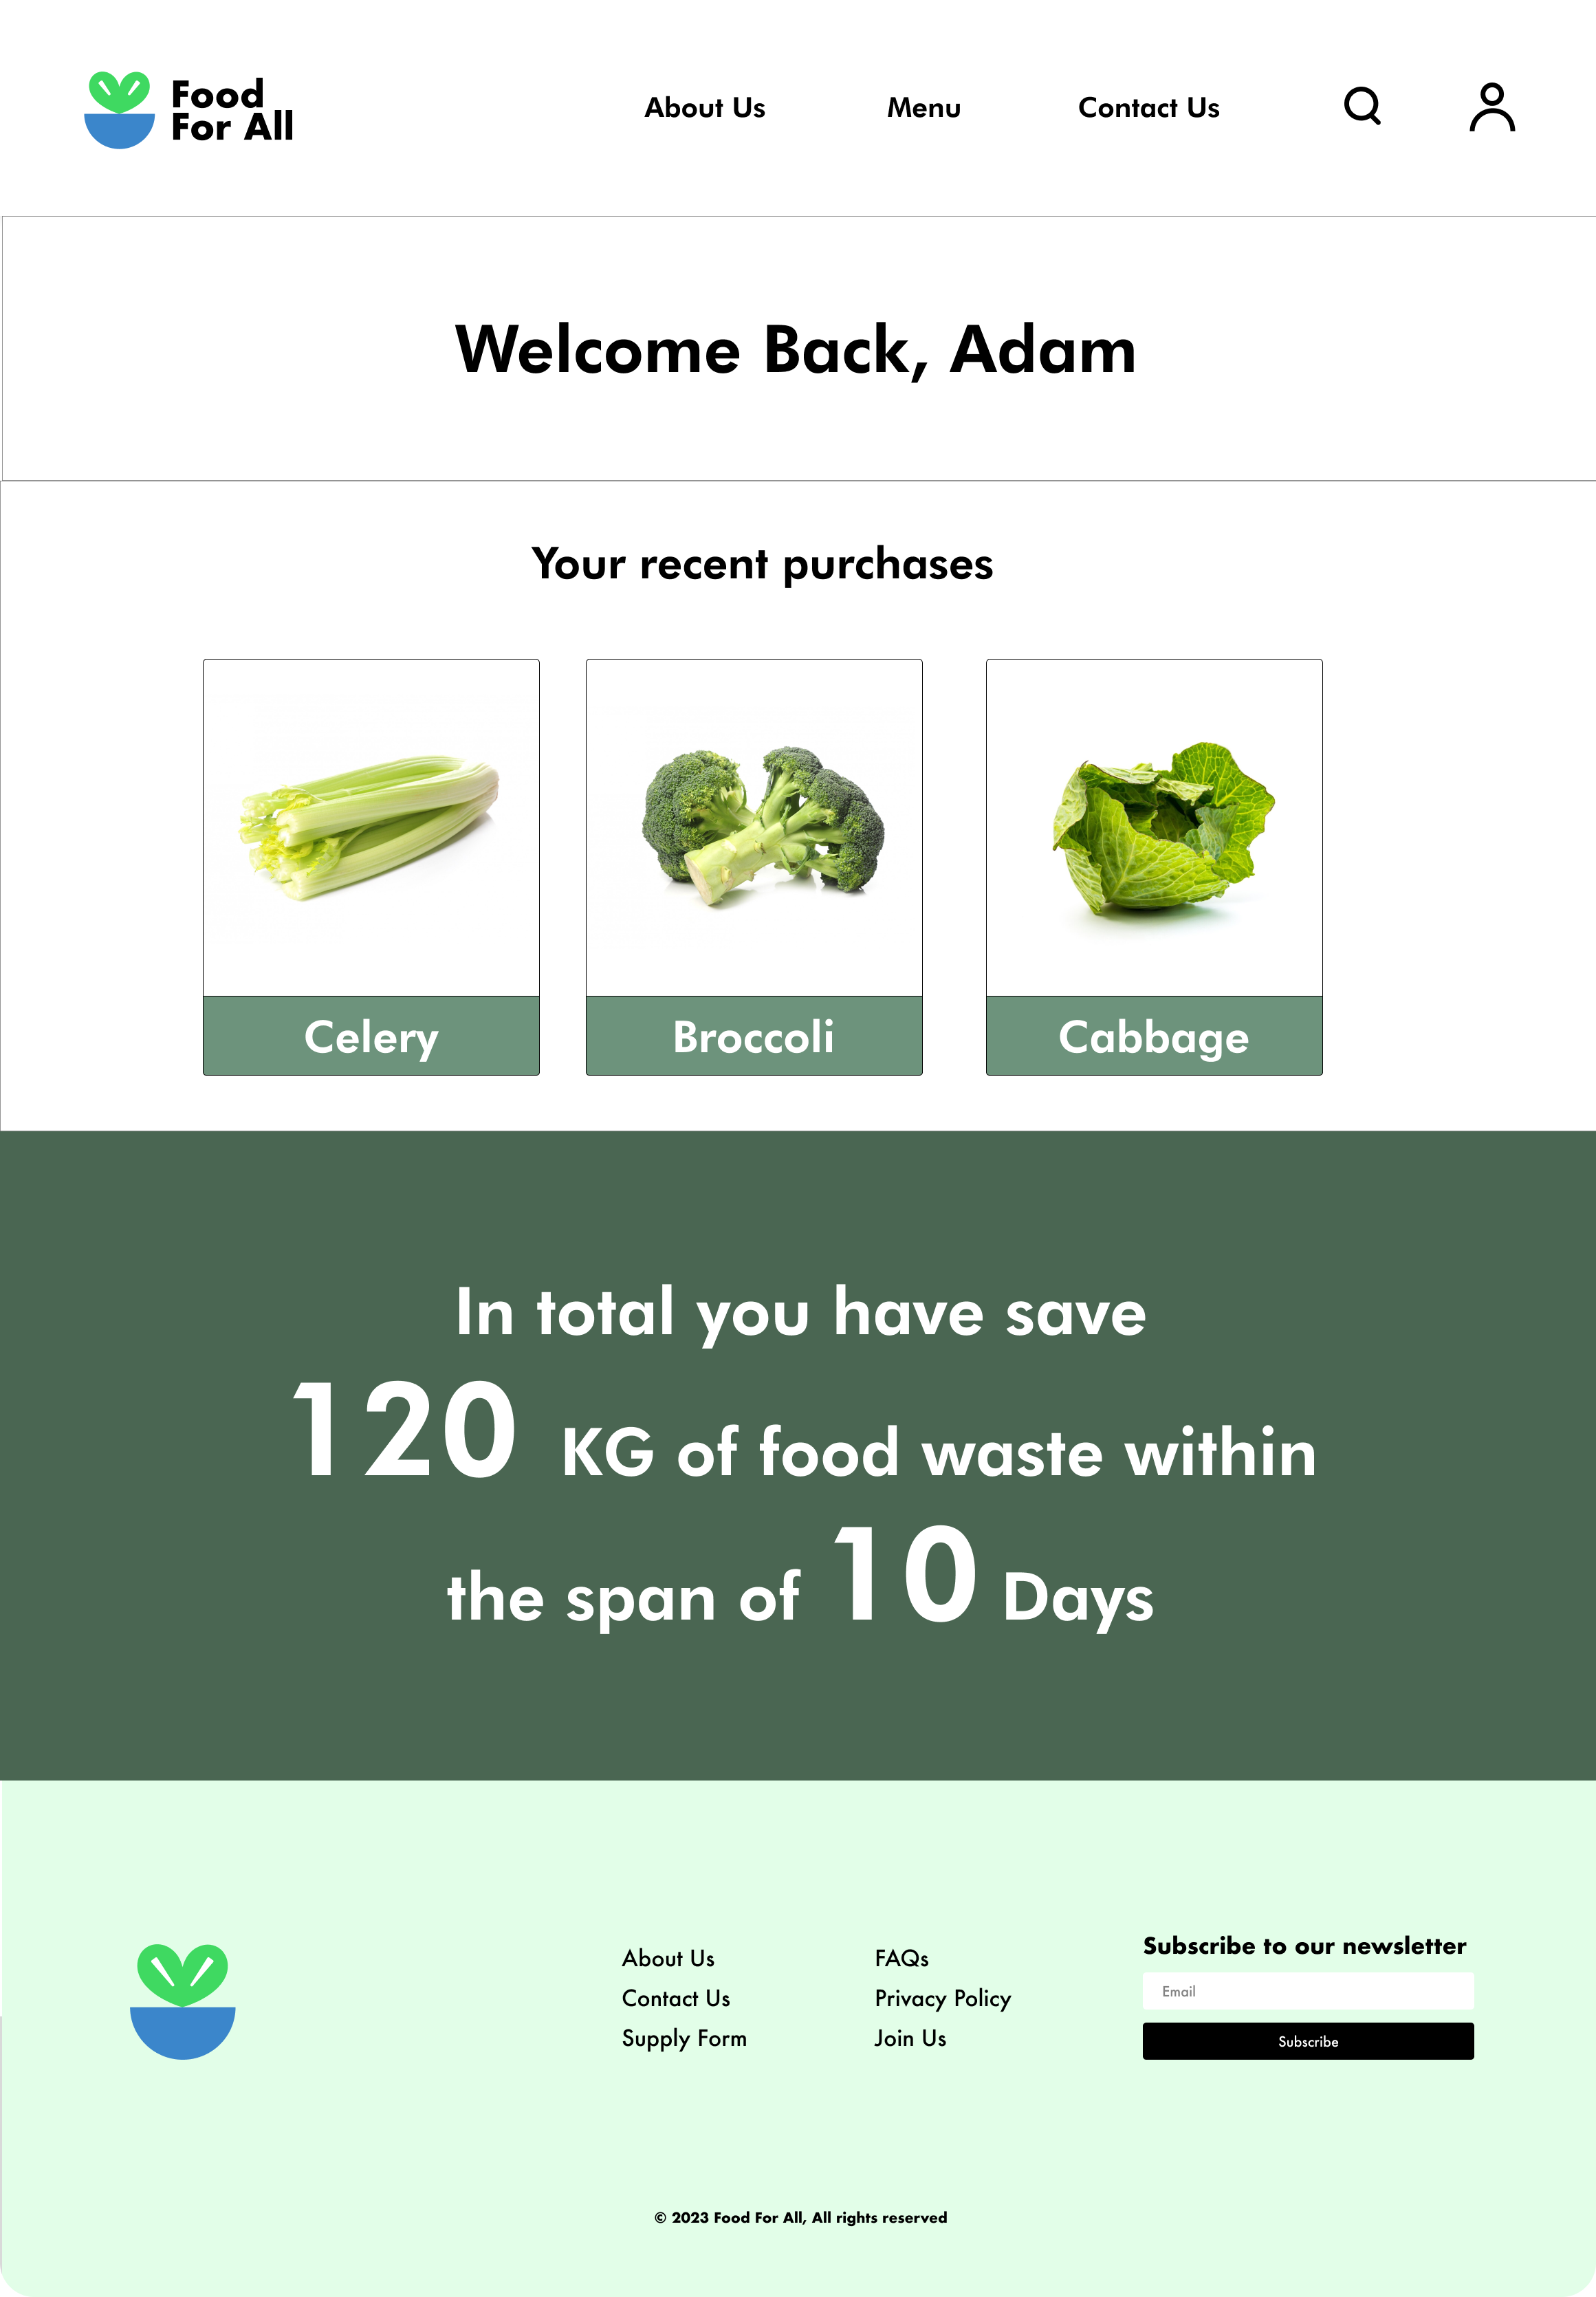 Food
For All
About Us
Menu
Contact Us
Welcome Back, Adam
Your recent purchases
Celery
Broccoli
Cabbage
In total you have save
120 KG of food waste within
the span of 10 Days
About Us
Contact Us
Supply Form
FAQs
Privacy Policy
Join Us
Subscribe to our newsletter
Email
Subscribe
© 2023 Food For All, All rights reserved